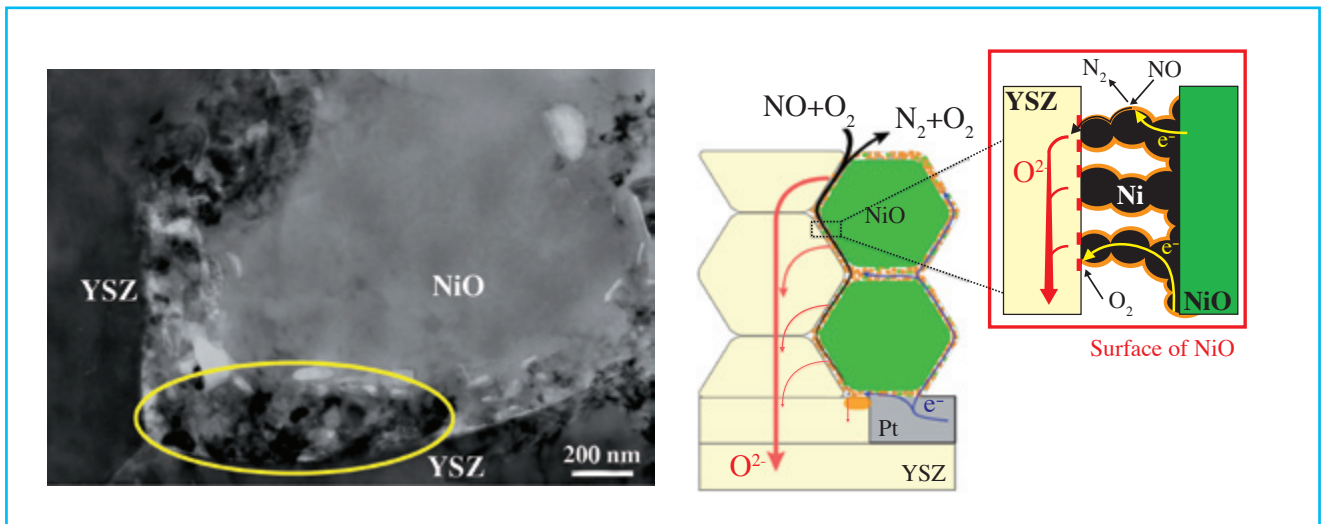 YSZ
NiO
YSZ
200 nm
NO+O₂
N₂+O₂
NiO
e⁻
Pt
O²⁻
YSZ
N₂
NO
YSZ
e⁻
O²⁻
Ni
e⁻
O₂
NiO
Surface of NiO